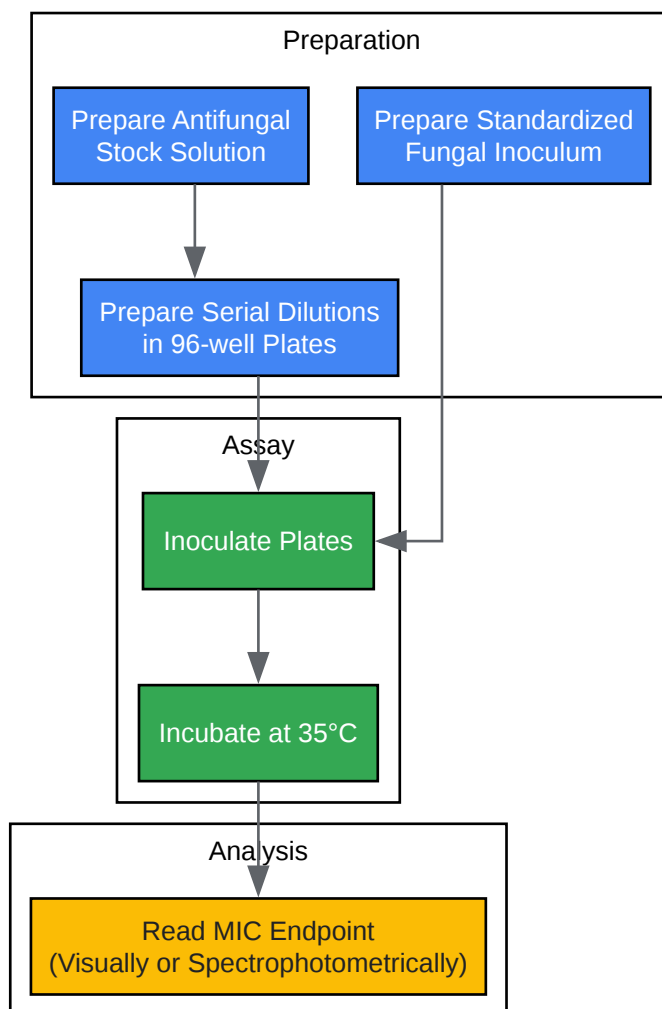 Preparation
Prepare Antifungal
Stock Solution
Prepare Standardized
Fungal Inoculum
Prepare Serial Dilutions
in 96-well Plates
Assay
Inoculate Plates
Incubate at 35°C
Analysis
Read MIC Endpoint
(Visually or Spectrophotometrically)